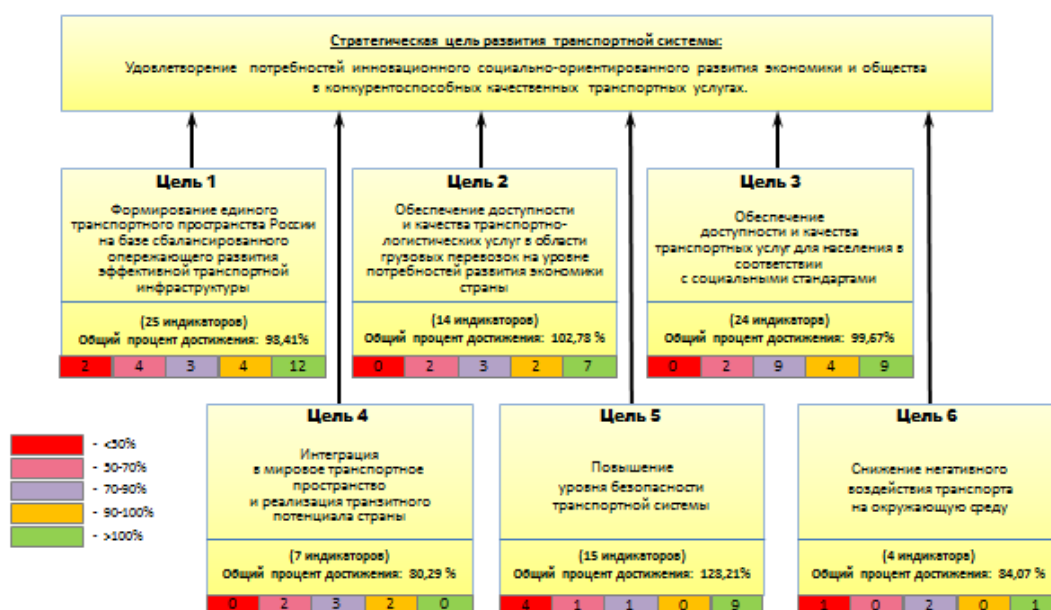 Стратегическая цель развития транспортной системы:
Удовлетворение потребностей инновационного социально-ориентированного развития экономики и общества
в конкурентоспособных качественных транспортных услугах.
Цель 1
Формирование единого
транспортного пространства России
на базе сбалансированного
опережающего развития
эффективной транспортной
инфраструктуры
(25 индикаторов)
Общий процент достижения: 98,41%
2 4 3 4 12
Цель 2
Обеспечение доступности
и качества транспортно-
логистических услуг в области
грузовых перевозок на уровне
потребностей развития экономики
страны
(14 индикаторов)
Общий процент достижения: 102,78 %
0 2 3 2 7
Цель 3
Обеспечение
доступности и качества
транспортных услуг для населения в
соответствии
с социальными стандартами
(24 индикатора)
Общий процент достижения: 99,67%
0 2 9 4 9
- <50%
- 50-70%
- 70-90%
- 90-100%
- >100%
Цель 4
Интеграция
в мировое транспортное
пространство
и реализация транзитного
потенциала страны
(7 индикаторов)
Общий процент достижения: 80,29 %
0 2 3 2 0
Цель 5
Повышение
уровня безопасности
транспортной системы
(15 индикаторов)
Общий процент достижения: 128,21%
4 1 1 0 9
Цель 6
Снижение негативного
воздействия транспорта
на окружающую среду
(4 индикатора)
Общий процент достижения: 84,07 %
1 0 2 0 1